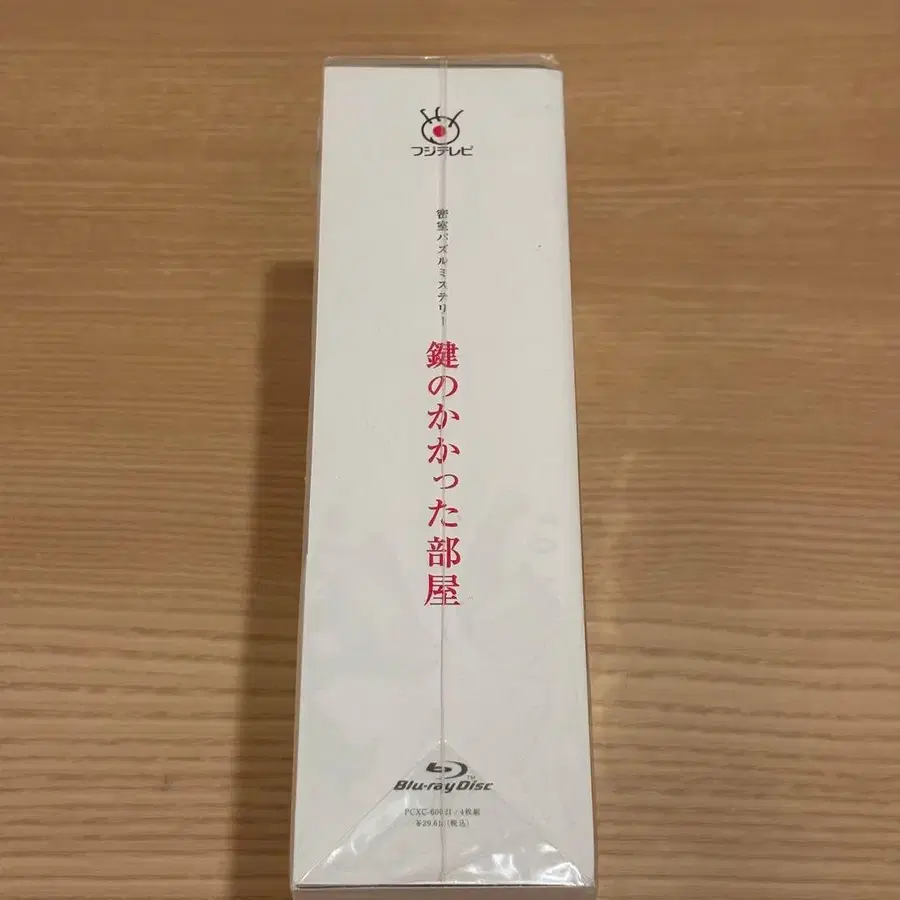 フジテレビ
密室パズルミステリー
鍵のかかった部屋
Blu-ray Disc™
/ 4枚組
(税込)